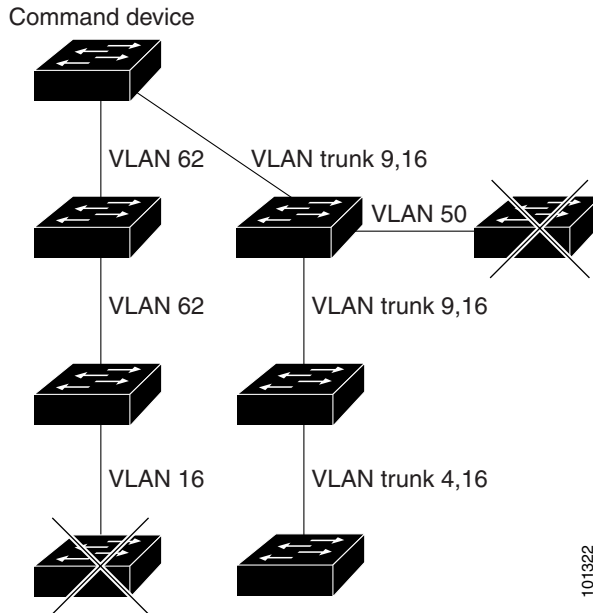 Command device
VLAN 62
VLAN trunk 9,16
VLAN 50
VLAN 62
VLAN trunk 9,16
VLAN 16
VLAN trunk 4,16
101322